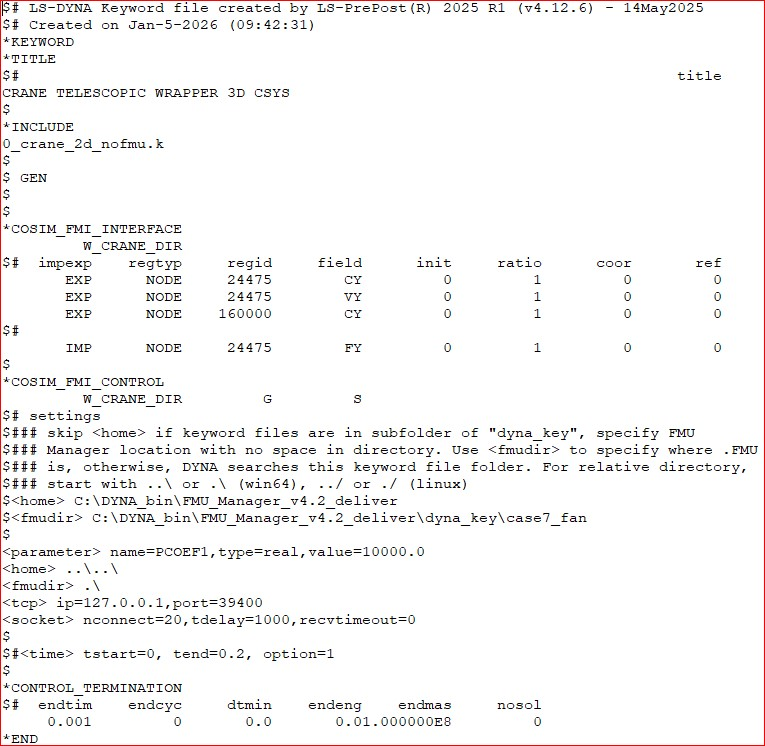 $# LS-DYNA Keyword file created by LS-PrePost(R) 2025 R1 (v4.12.6) - 14May2025
$# Created on Jan-5-2026 (09:42:31)
*KEYWORD
*TITLE
$#                                                                         title
CRANE TELESCOPIC WRAPPER 3D CSYS
$
*INCLUDE
0_crane_2d_nofmu.k
$
$ GEN
$
$
*COSIM_FMI_INTERFACE
         W_CRANE_DIR
$#  impexp    regtyp     regid     field      init     ratio      coor       ref
       EXP      NODE     24475        CY         0         1         0         0
       EXP      NODE     24475        VY         0         1         0         0
       EXP      NODE    160000        CY         0         1         0         0
$#
       IMP      NODE     24475        FY         0         1         0         0
$
*COSIM_FMI_CONTROL
         W_CRANE_DIR         G         S
$# settings
$### skip <home> if keyword files are in subfolder of "dyna_key", specify FMU
$### Manager location with no space in directory. Use <fmudir> to specify where .FMU
$### is, otherwise, DYNA searches this keyword file folder. For relative directory,
$### start with ..\ or .\ (win64), ../ or ./ (linux)
$<home> C:\DYNA_bin\FMU_Manager_v4.2_deliver
$<fmudir> C:\DYNA_bin\FMU_Manager_v4.2_deliver\dyna_key\case7_fan
$
<parameter> name=PCOEF1,type=real,value=10000.0
<home> ..\..\
<fmudir> .\
<tcp> ip=127.0.0.1,port=39400
<socket> nconnect=20,tdelay=1000,recvtimeout=0
$
$#<time> tstart=0, tend=0.2, option=1
$
*CONTROL_TERMINATION
$#  endtim    endcyc     dtmin    endeng    endmas     nosol
     0.001         0       0.0       0.01.000000E8         0
*END